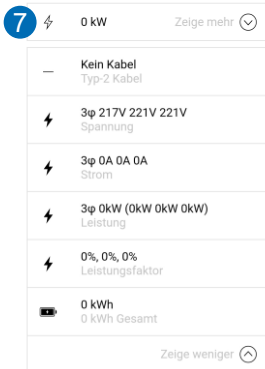 7 0 kW Zeige mehr
Kein Kabel
Typ-2 Kabel
3φ 217V 221V 221V
Spannung
3φ 0A 0A 0A
Strom
3φ 0kW (0kW 0kW 0kW)
Leistung
0%, 0%, 0%
Leistungsfaktor
0 kWh
0 kWh Gesamt
Zeige weniger